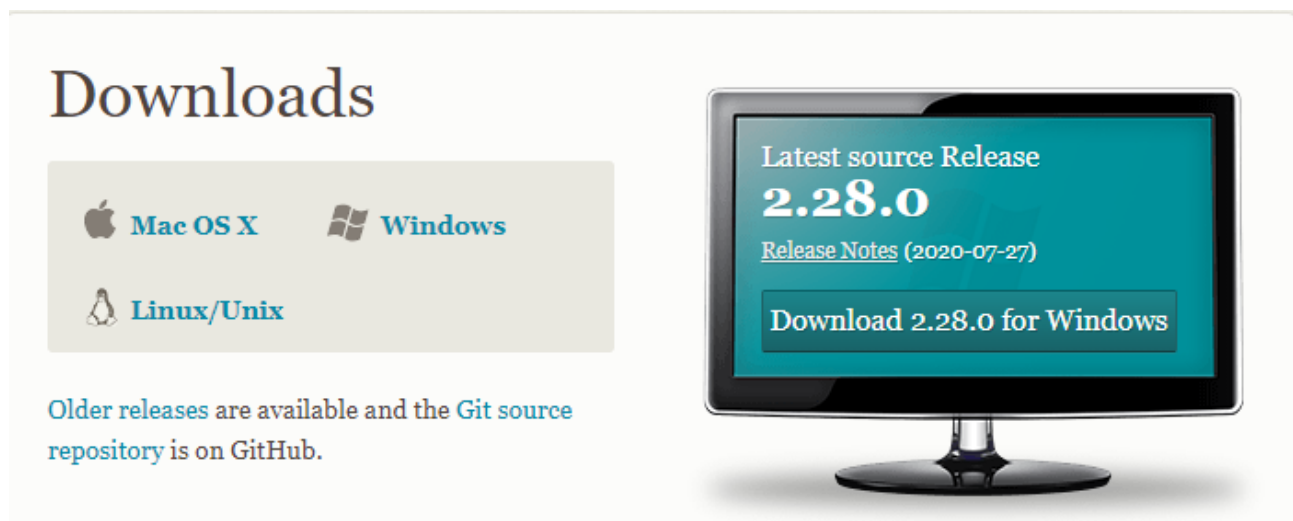 Downloads
Mac OS X
Windows
Linux/Unix
Older releases are available and the Git source
repository is on GitHub.
Latest source Release
2.28.0
Release Notes (2020-07-27)
Download 2.28.0 for Windows